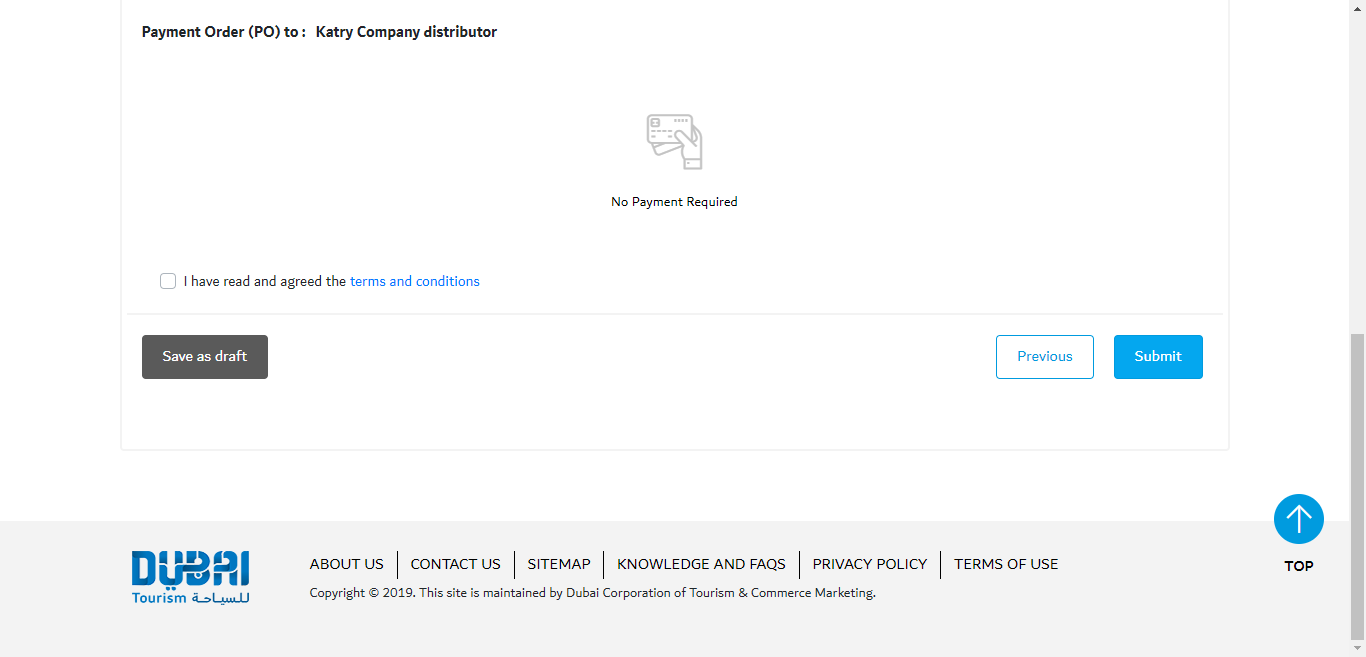 Payment Order (PO) to : Katry Company distributor
No Payment Required
I have read and agreed the terms and conditions
Save as draft
Previous
Submit
DUBAI
Tourism للسياحة
ABOUT US
CONTACT US
SITEMAP
KNOWLEDGE AND FAQS
PRIVACY POLICY
TERMS OF USE
Copyright © 2019. This site is maintained by Dubai Corporation of Tourism & Commerce Marketing.
TOP